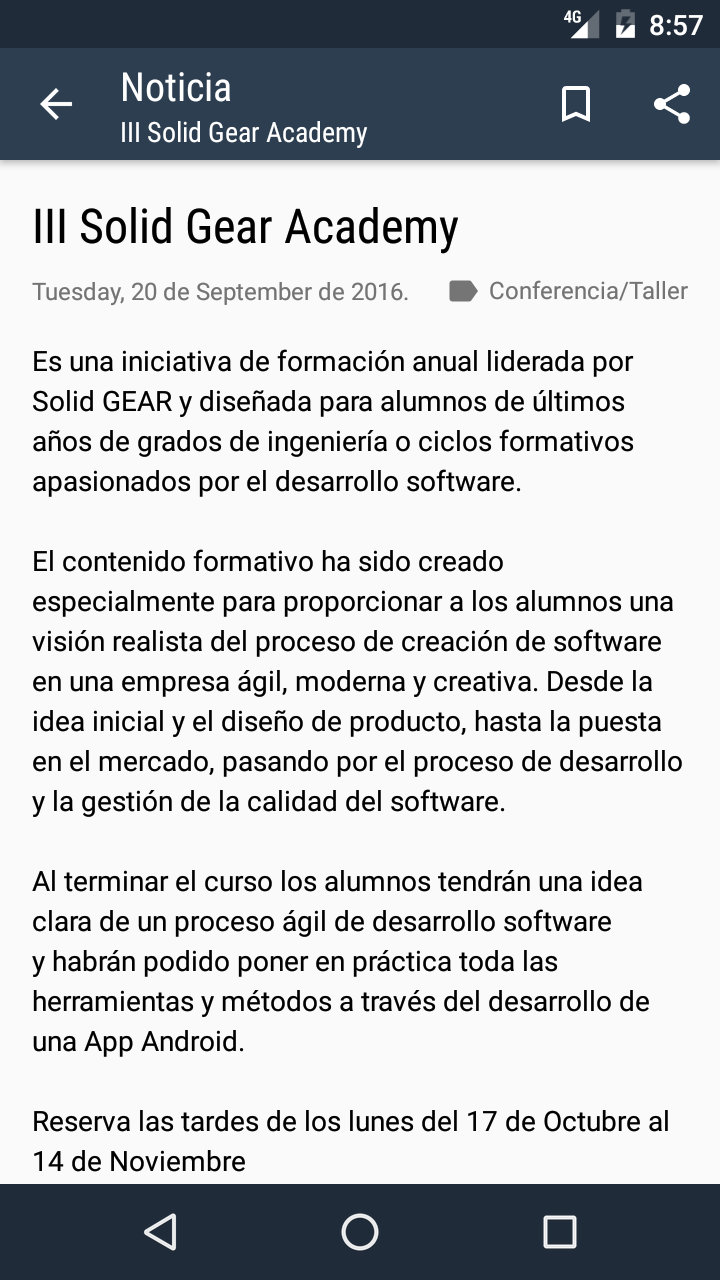 4G 8:57
Noticia
III Solid Gear Academy
III Solid Gear Academy
Tuesday, 20 de September de 2016. Conferencia/Taller
Es una iniciativa de formación anual liderada por
Solid GEAR y diseñada para alumnos de últimos
años de grados de ingeniería o ciclos formativos
apasionados por el desarrollo software.
El contenido formativo ha sido creado
especialmente para proporcionar a los alumnos una
visión realista del proceso de creación de software
en una empresa ágil, moderna y creativa. Desde la
idea inicial y el diseño de producto, hasta la puesta
en el mercado, pasando por el proceso de desarrollo
y la gestión de la calidad del software.
Al terminar el curso los alumnos tendrán una idea
clara de un proceso ágil de desarrollo software
y habrán podido poner en práctica toda las
herramientas y métodos a través del desarrollo de
una App Android.
Reserva las tardes de los lunes del 17 de Octubre al
14 de Noviembre